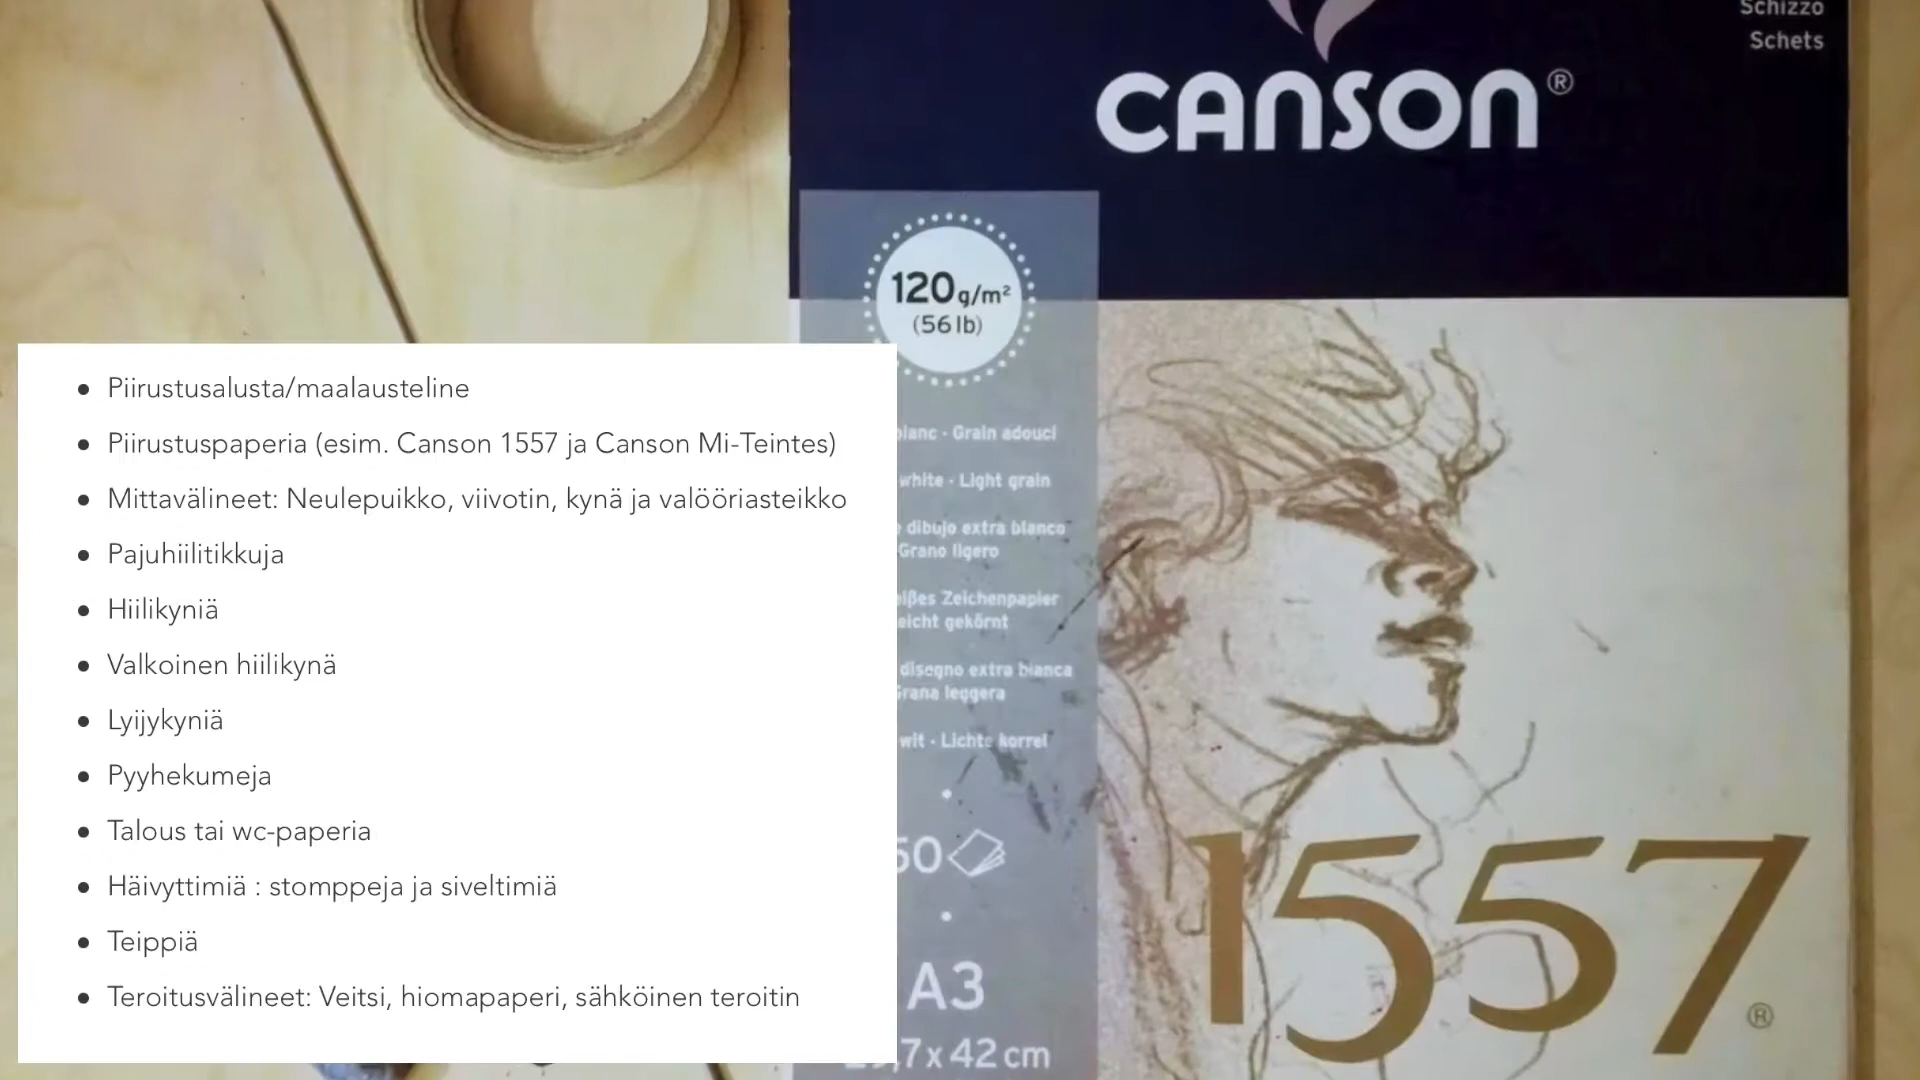 Schizzo
Schets
CANSON®
120 g/m²
(56 lb)
• Piirustusalusta/maalausteline
• Piirustuspaperia (esim. Canson 1557 ja Canson Mi-Teintes)
• Mittavälineet: Neulepuikko, viivotin, kynä ja valööriasteikko
• Pajuhiilitikkuja
• Hiilikyniä
• Valkoinen hiilikynä
• Lyijykyniä
• Pyyhekumeja
• Talous tai wc-paperia
• Häivyttimiä : stomppeja ja siveltimiä
• Teippiä
• Teroitusvälineet: Veitsi, hiomapaperi, sähköinen teroitin
- Grain adouci
white - Light grain
dibujo extra blanco
Grano ligero
Zeichenpapier
gekörnt
disegno extra bianca
Grana leggera
wit - Lichte korrel
50
A3
x 42 cm
1557®